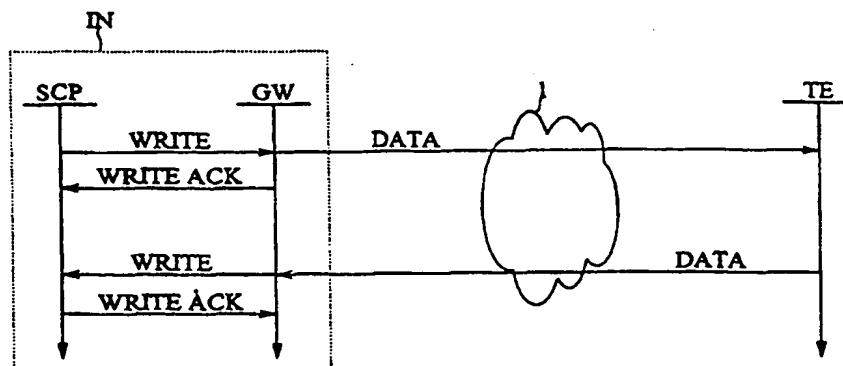 IN
SCP GW 1 TE
WRITE DATA
WRITE ACK
WRITE DATA
WRITE ACK